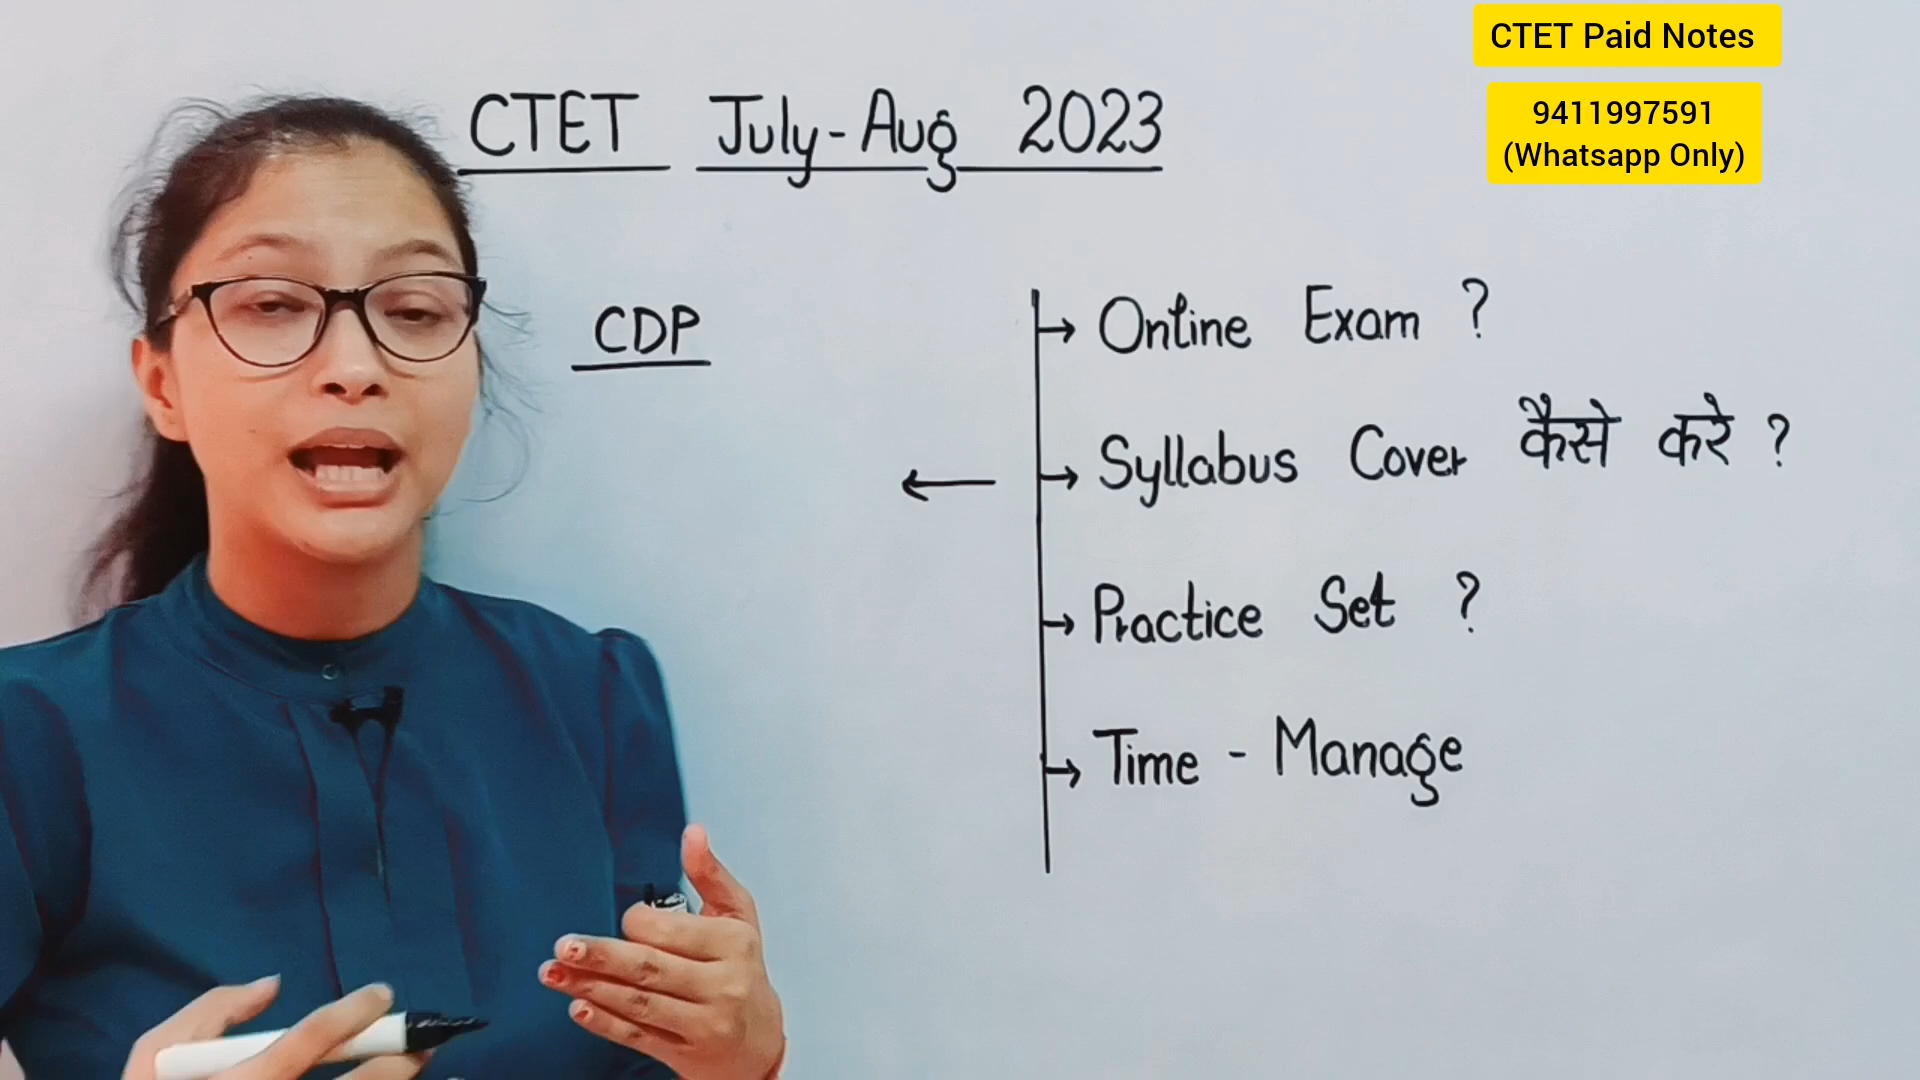 CTET Paid Notes
9411997591
(Whatsapp Only)
CTET July-Aug 2023
CDP
Online Exam ?
Syllabus Cover कैसे करे ?
Practice Set ?
Time - Manage